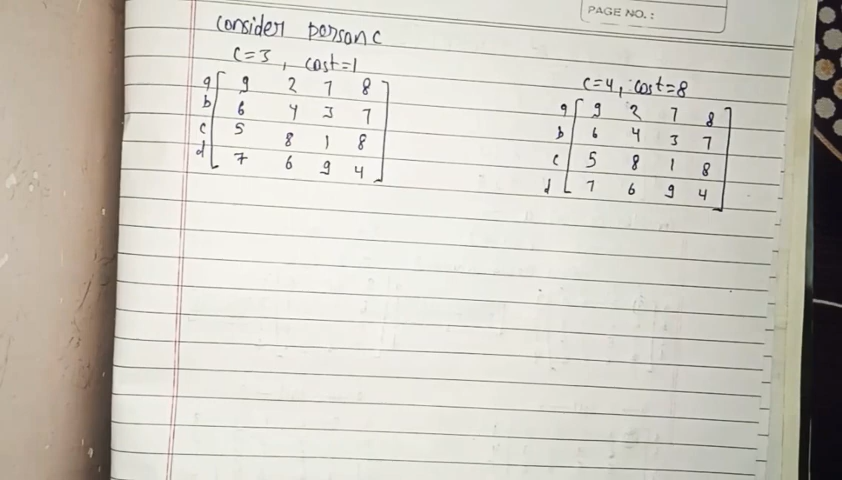 PAGE NO. :
consider person c
c=3, cost=1
a 9 2 7 8
b 6 4 3 7
c 5 8 1 8
d 7 6 9 4
c=4, cost=8
a 9 2 7 8
b 6 4 3 7
c 5 8 1 8
d 7 6 9 4